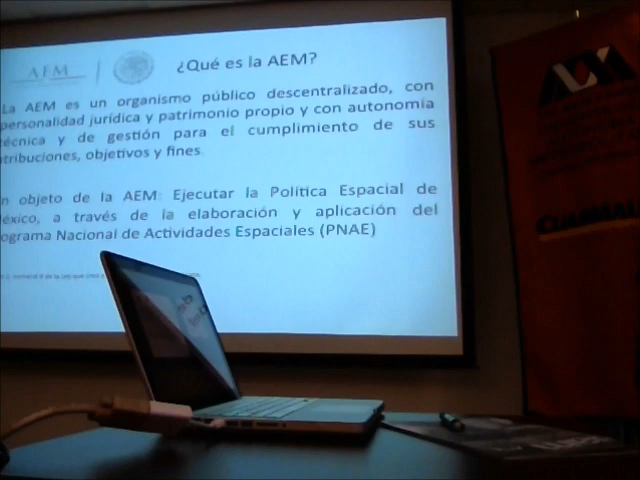 AEM
¿Qué es la AEM?
La AEM es un organismo público descentralizado, con
personalidad jurídica y patrimonio propio y con autonomía
técnica y de gestión para el cumplimiento de sus
tribuciones, objetivos y fines.
n objeto de la AEM: Ejecutar la Política Espacial de
éxico, a través de la elaboración y aplicación del
ograma Nacional de Actividades Espaciales (PNAE)